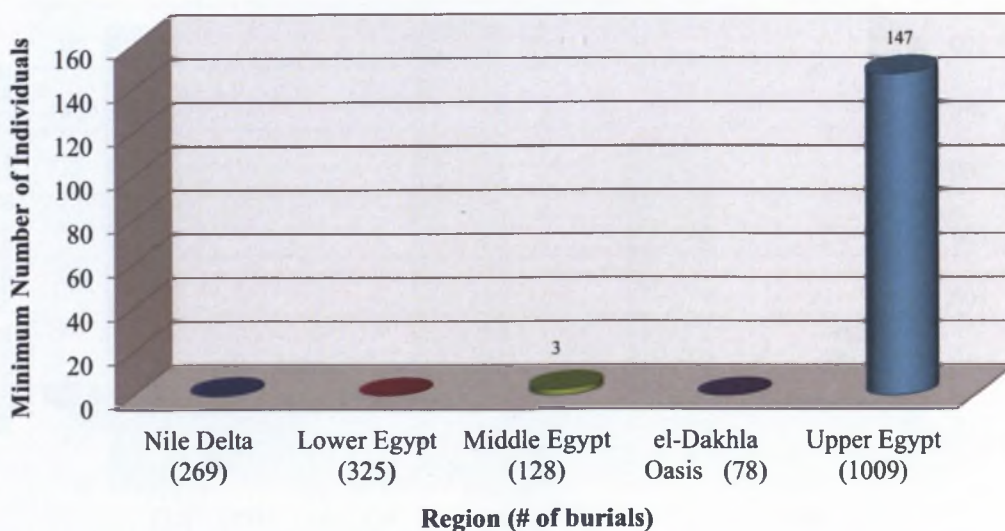 Minimum Number of Individuals
160
140
120
100
80
60
40
20
0
3
147
Nile Delta
(269)
Lower Egypt
(325)
Middle Egypt
(128)
el-Dakhla
Oasis (78)
Upper Egypt
(1009)
Region (# of burials)